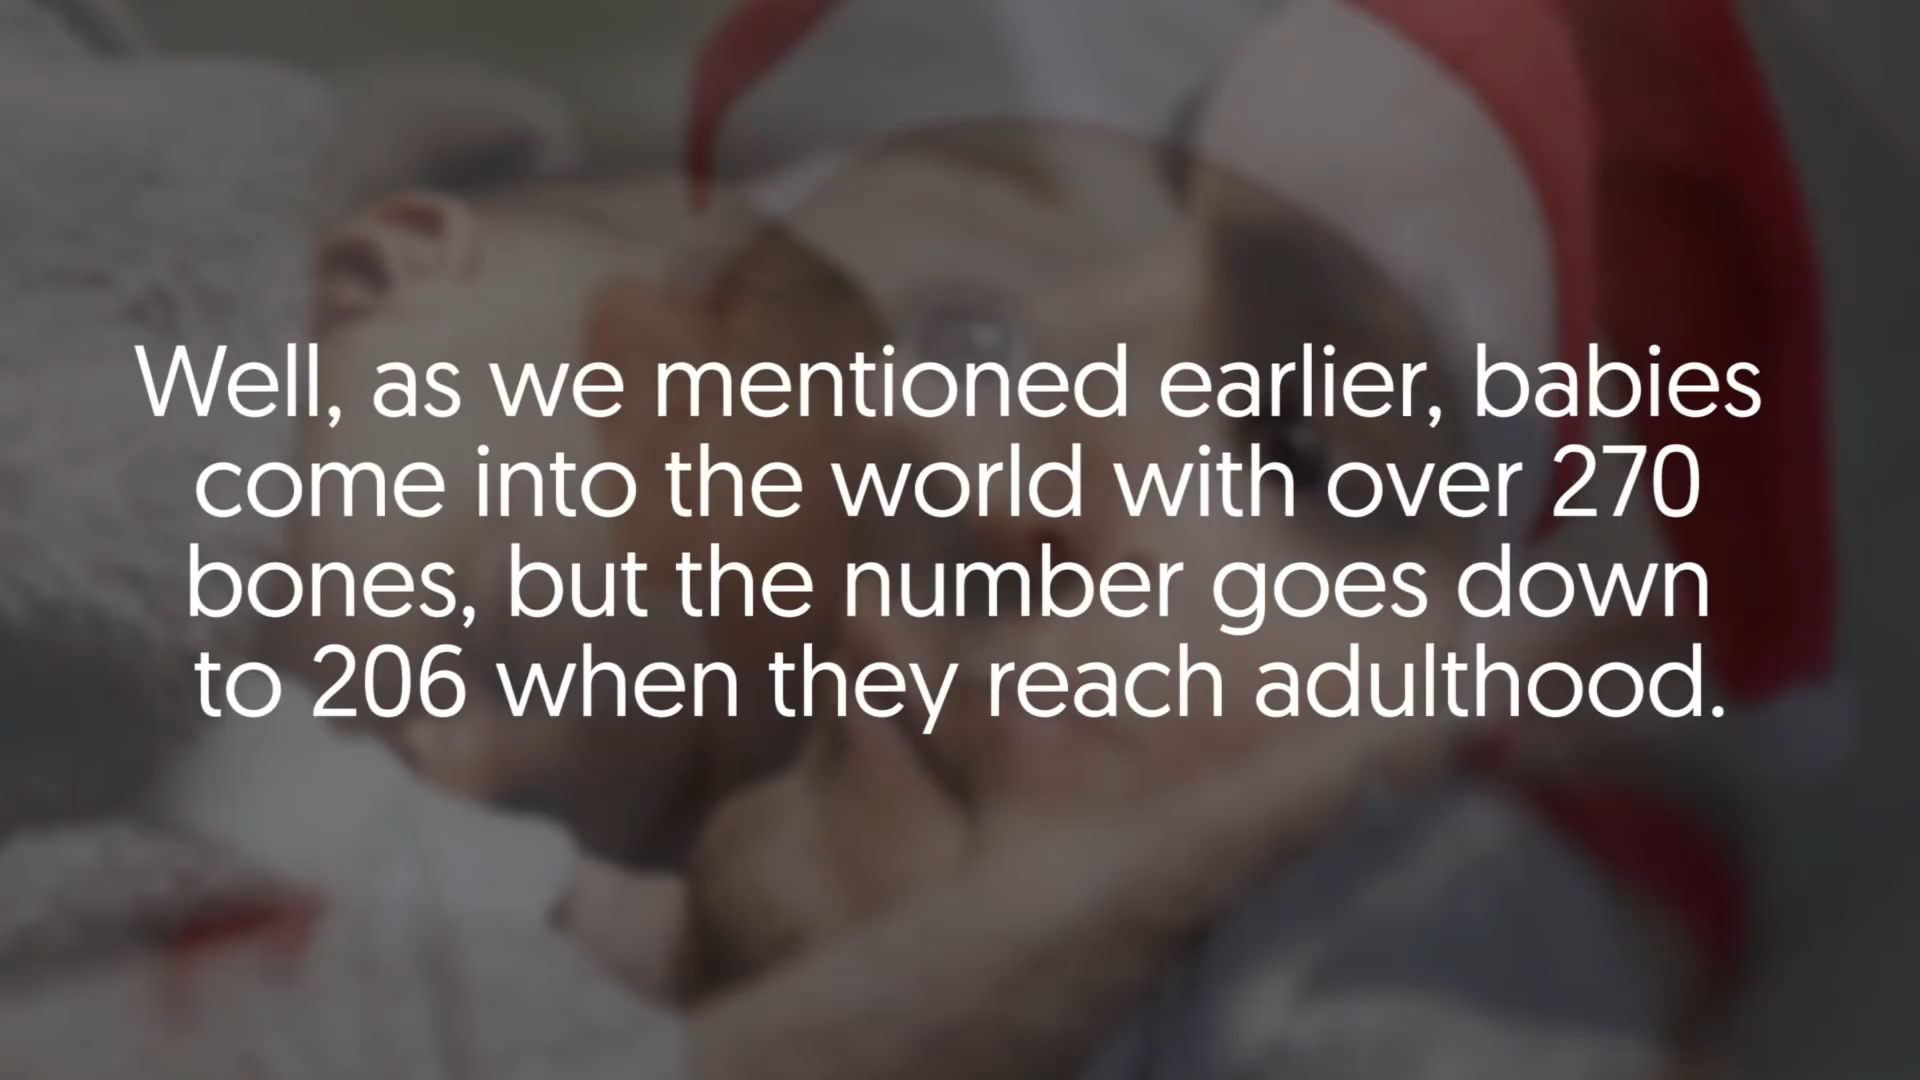 Well, as we mentioned earlier, babies
come into the world with over 270
bones, but the number goes down
to 206 when they reach adulthood.